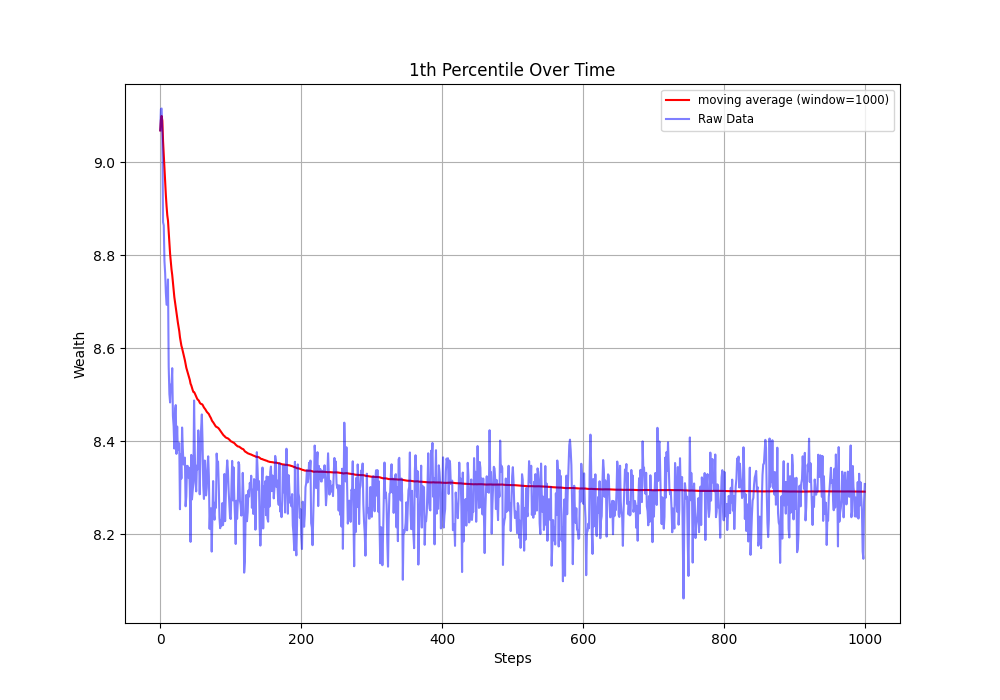 1th Percentile Over Time
moving average (window=1000)
Raw Data
Wealth
9.0
8.8
8.6
8.4
8.2
0 200 400 600 800 1000
Steps